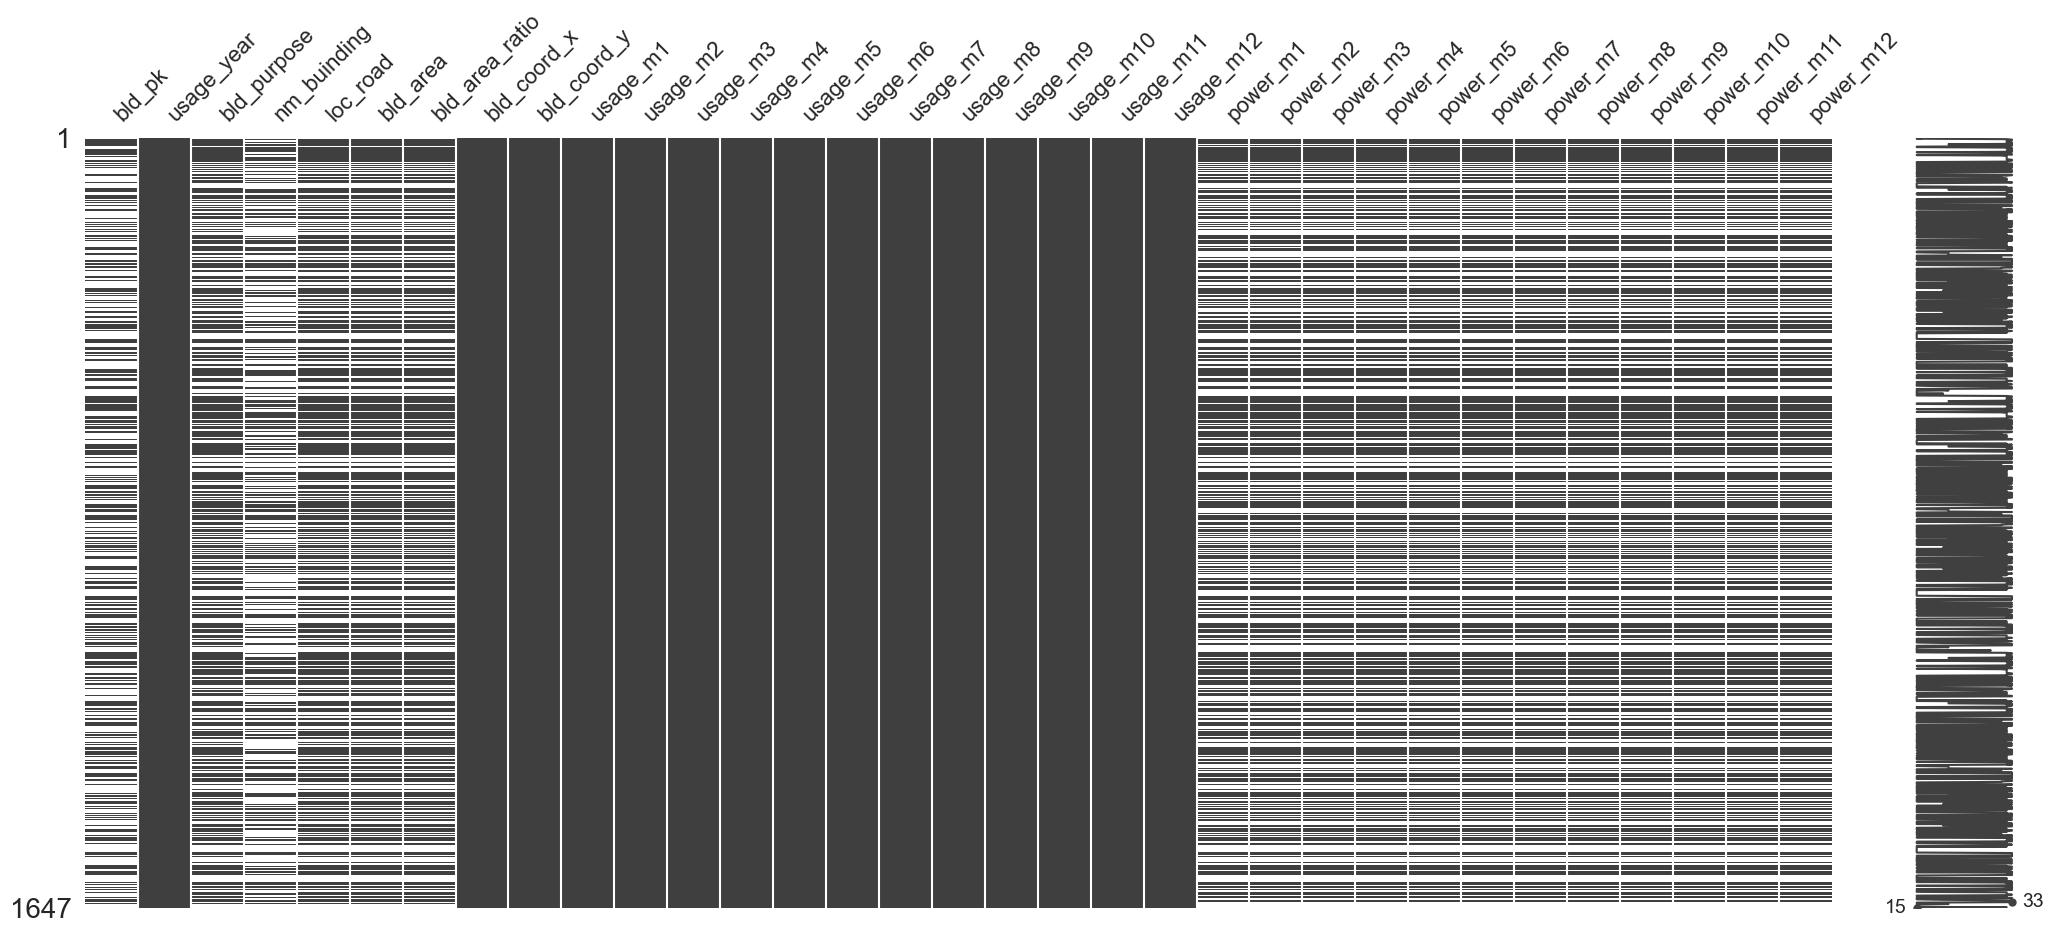 bld_pk
usage_year
bld_purpose
nm_buinding
loc_road
bld_area
bld_area_ratio
bld_coord_x
bld_coord_y
usage_m1
usage_m2
usage_m3
usage_m4
usage_m5
usage_m6
usage_m7
usage_m8
usage_m9
usage_m10
usage_m11
usage_m12
power_m1
power_m2
power_m3
power_m4
power_m5
power_m6
power_m7
power_m8
power_m9
power_m10
power_m11
power_m12
1
1647
15
33